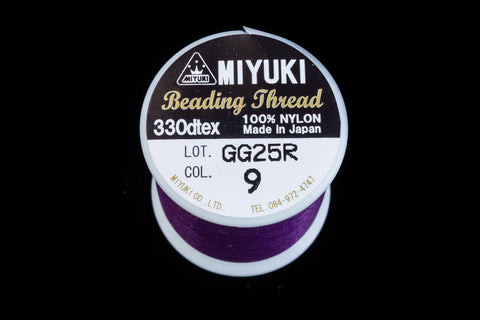 MIYUKI
MIYUKI
Beading Thread
330dtex
100% NYLON
Made in Japan
LOT. GG25R
COL. 9
MIYUKI CO., LTD.
TEL. 084-972-4747